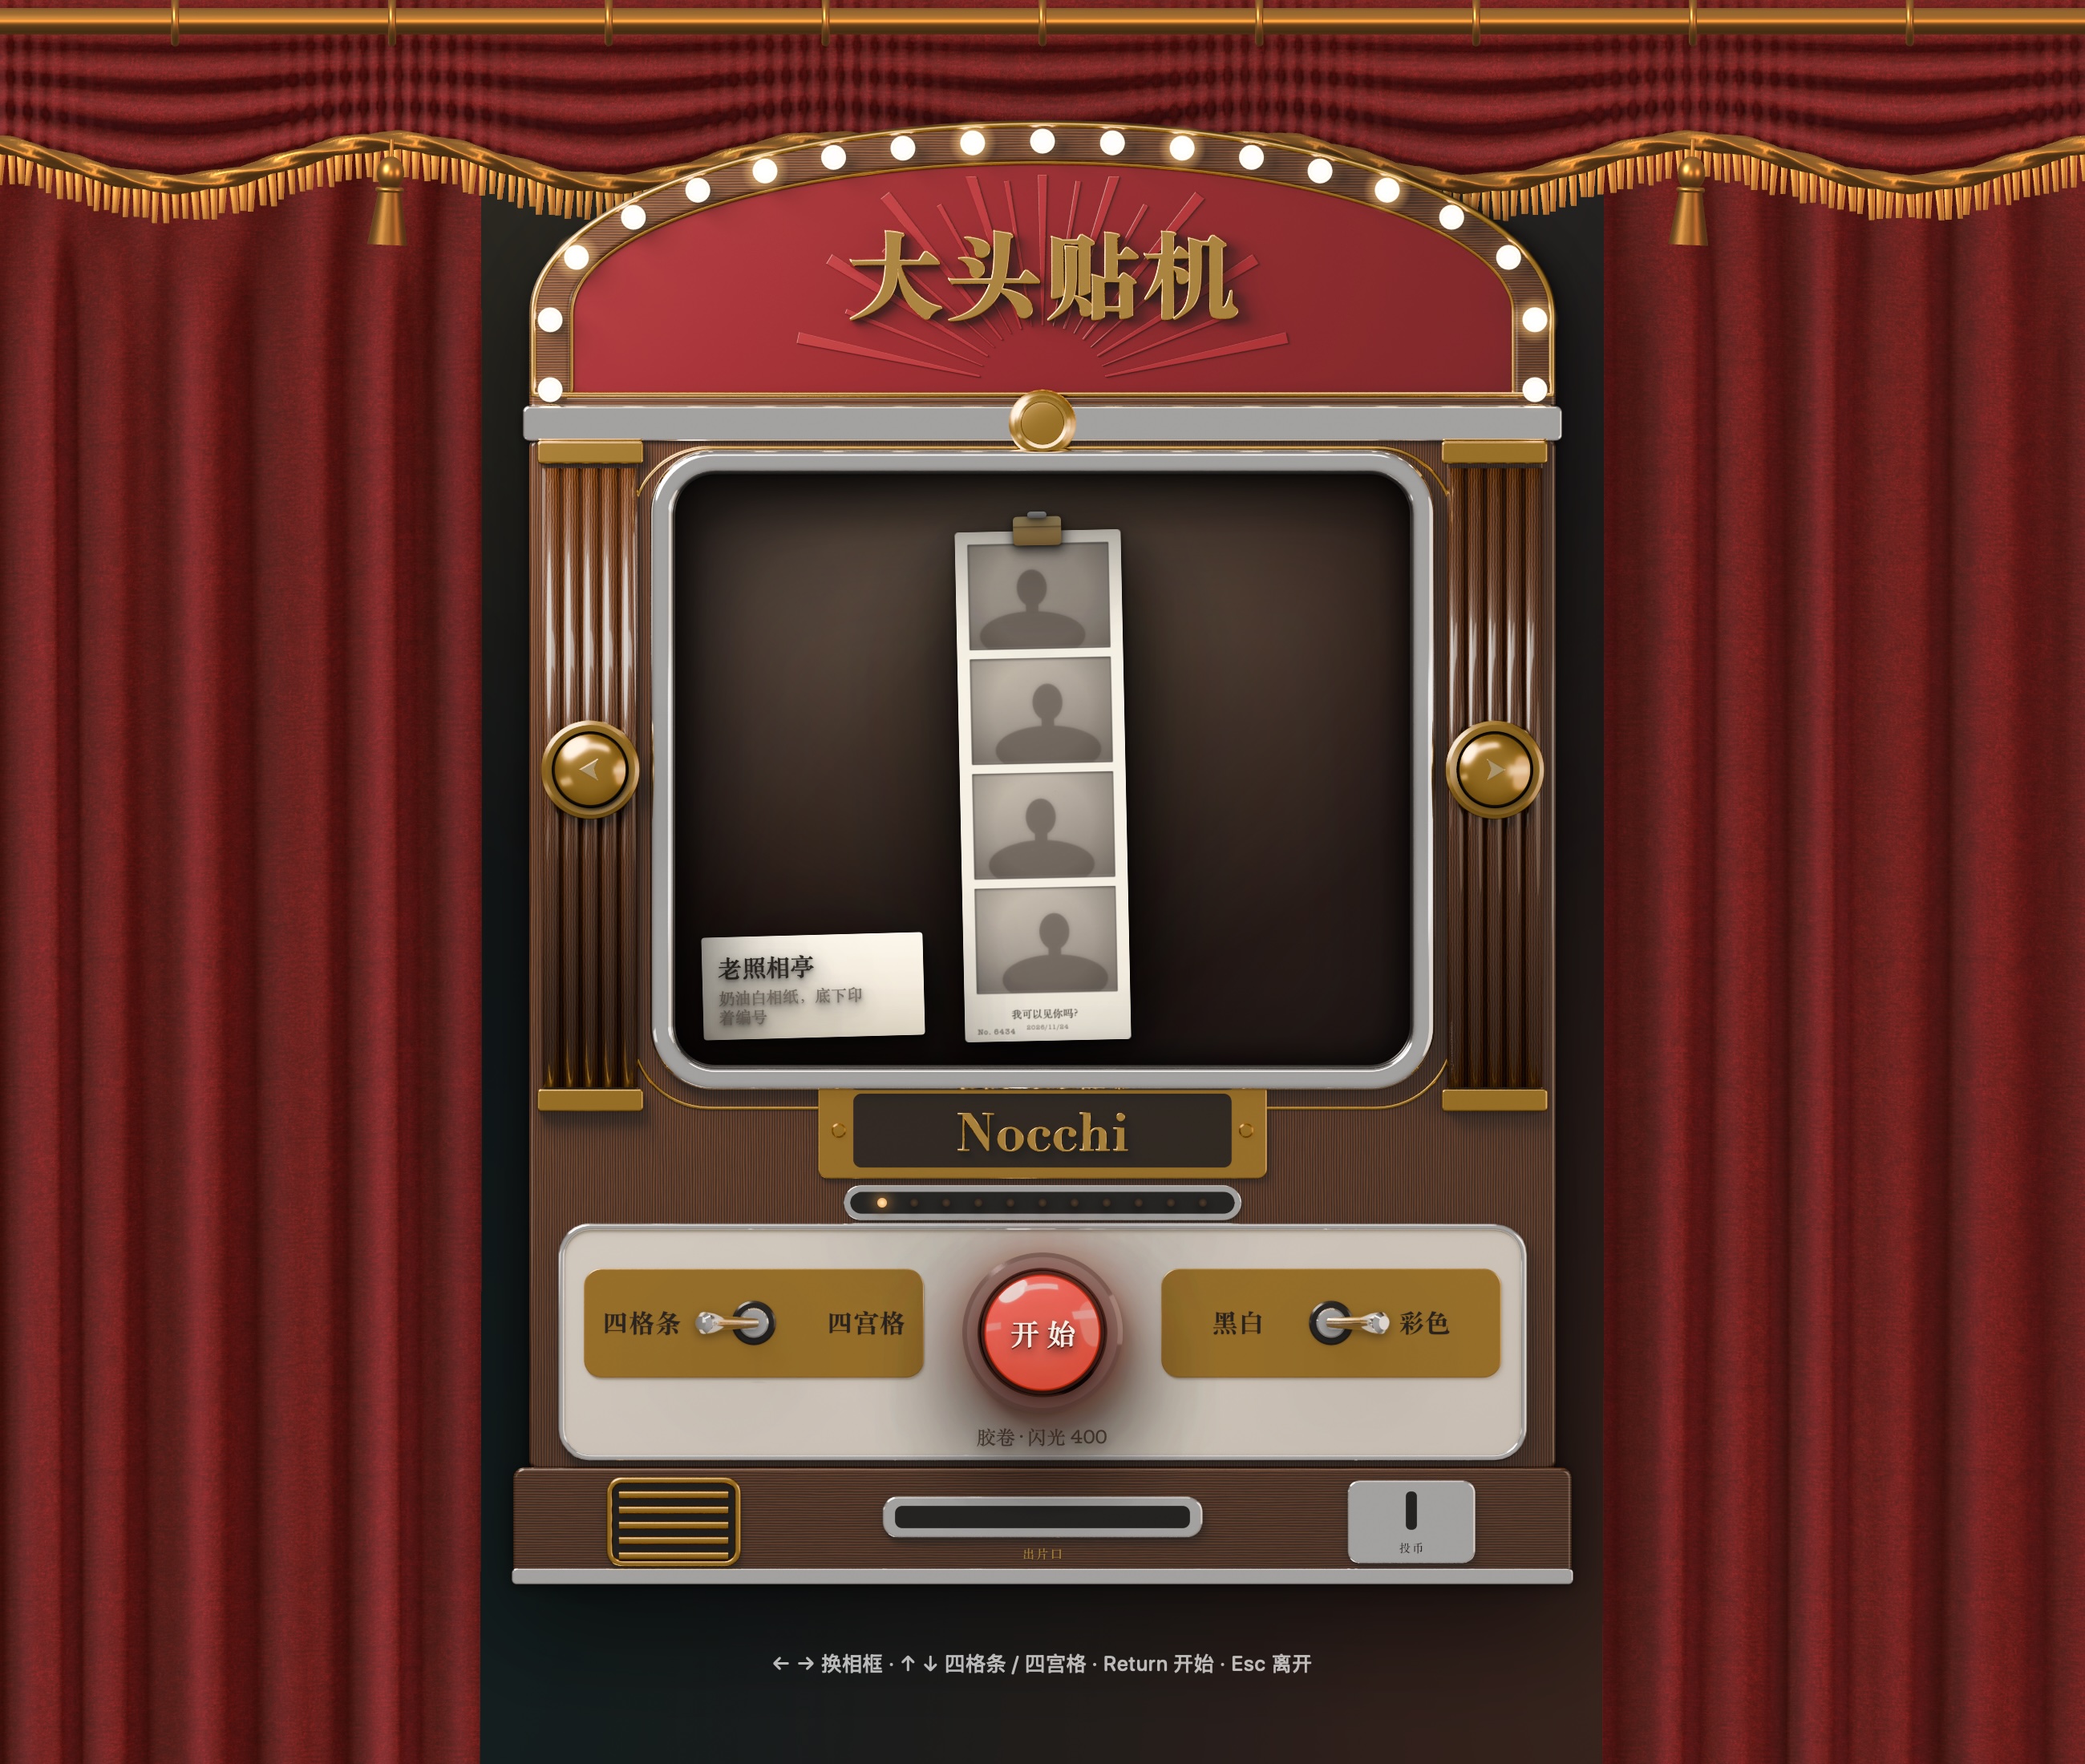 大头贴机
老照相亭
奶油白相纸，底下印
着编号
我可以见你吗?
No. 6434 2026/11/24
Nocchi
四格条 四宫格
开始
黑白 彩色
胶卷·闪光 400
出片口
投币
← → 换相框 · ↑ ↓ 四格条 / 四宫格 · Return 开始 · Esc 离开